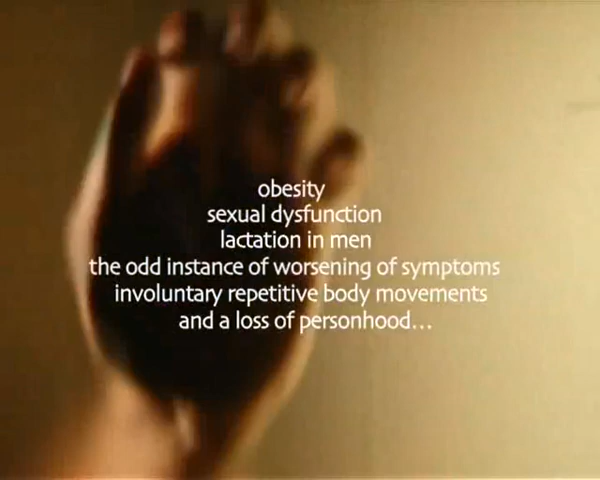 obesity
sexual dysfunction
lactation in men
the odd instance of worsening of symptoms
involuntary repetitive body movements
and a loss of personhood...